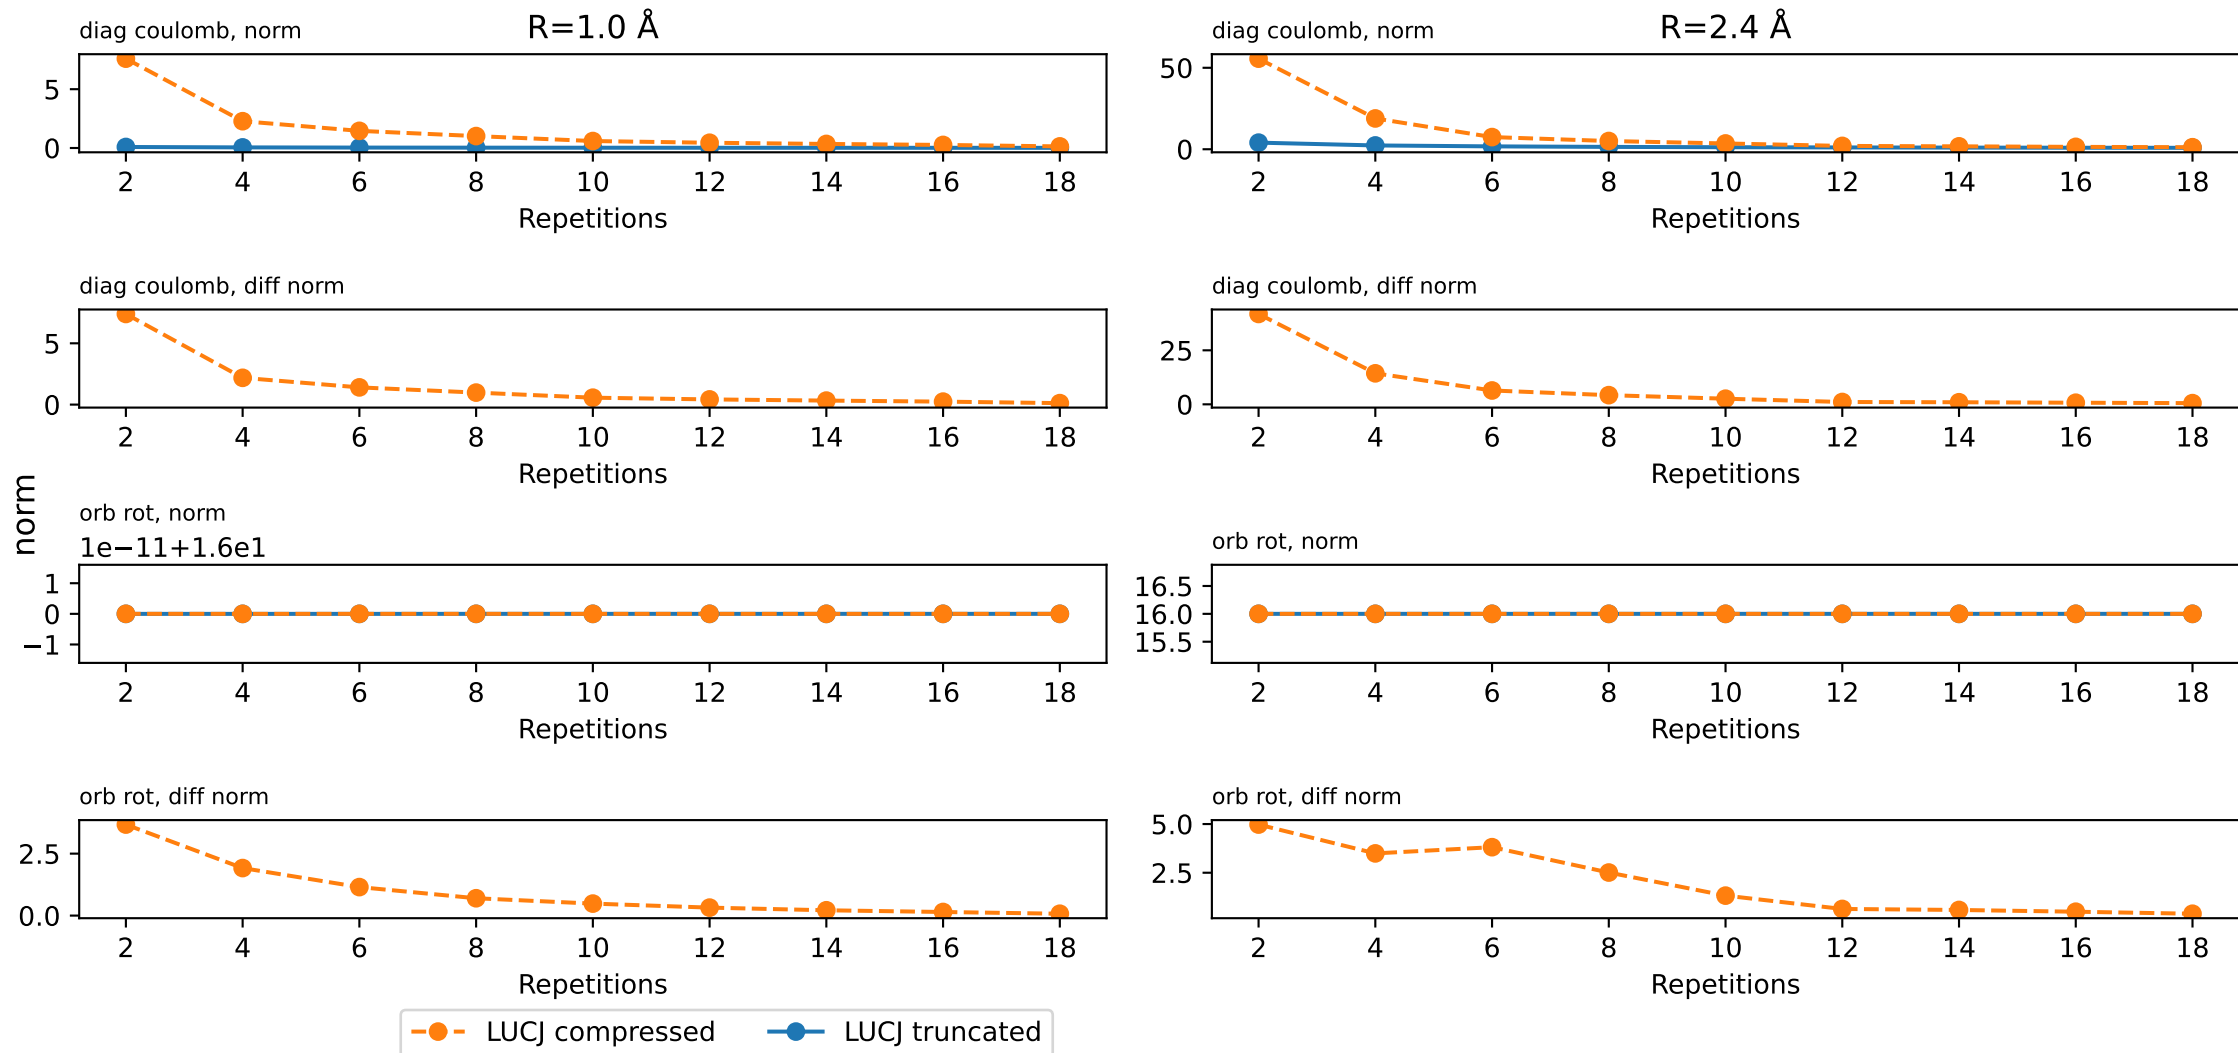 R=1.0 Å
diag coulomb, norm
5
0
2 4 6 8 10 12 14 16 18
Repetitions
diag coulomb, diff norm
5
0
2 4 6 8 10 12 14 16 18
Repetitions
norm
orb rot, norm
1e−11+1.6e1
1
0
−1
2 4 6 8 10 12 14 16 18
Repetitions
orb rot, diff norm
2.5
0.0
2 4 6 8 10 12 14 16 18
Repetitions
R=2.4 Å
diag coulomb, norm
50
0
2 4 6 8 10 12 14 16 18
Repetitions
diag coulomb, diff norm
25
0
2 4 6 8 10 12 14 16 18
Repetitions
orb rot, norm
16.5
16.0
15.5
2 4 6 8 10 12 14 16 18
Repetitions
orb rot, diff norm
5.0
2.5
2 4 6 8 10 12 14 16 18
Repetitions
LUCJ compressed LUCJ truncated